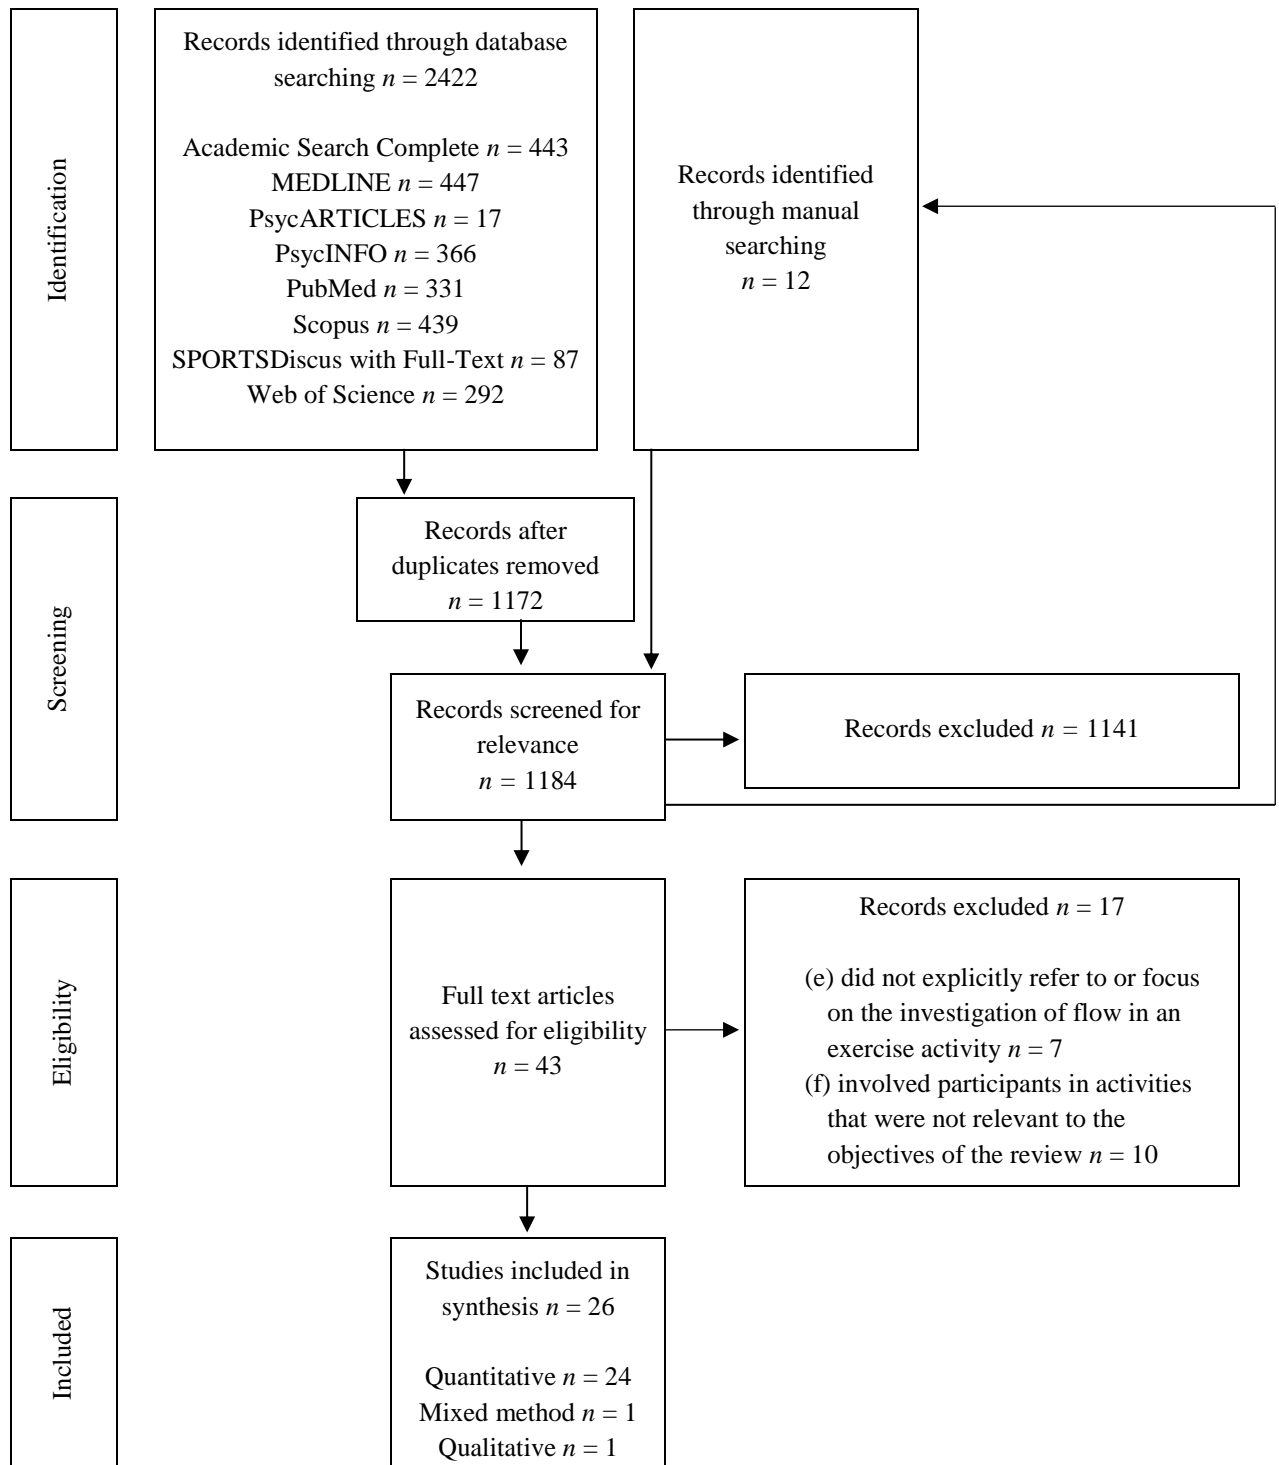 Identification
Records identified through database
searching n = 2422
Academic Search Complete n = 443
MEDLINE n = 447
PsycARTICLES n = 17
PsycINFO n = 366
PubMed n = 331
Scopus n = 439
SPORTSDiscus with Full-Text n = 87
Web of Science n = 292
Records identified
through manual
searching
n = 12
Screening
Records after
duplicates removed
n = 1172
Records screened for
relevance
n = 1184
Records excluded n = 1141
Eligibility
Full text articles
assessed for eligibility
n = 43
Records excluded n = 17
(e) did not explicitly refer to or focus
on the investigation of flow in an
exercise activity n = 7
(f) involved participants in activities
that were not relevant to the
objectives of the review n = 10
Included
Studies included in
synthesis n = 26
Quantitative n = 24
Mixed method n = 1
Qualitative n = 1